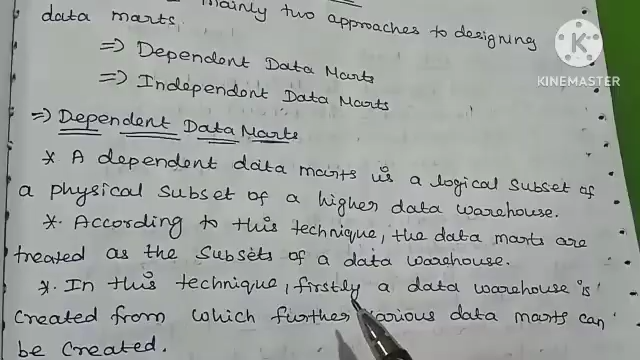 mainly two approaches to designing
data marts.
=> Dependent Data Marts
=> Independent Data Marts
=> Dependent Data Marts
* A dependent data marts is a logical subset of
a physical subset of a higher data warehouse.
*. According to this technique, the data marts are
treated as the subsets of a data warehouse.
*. In this technique, firstly a data warehouse is
created from which further various data marts can
be created.
K
KINEMASTER